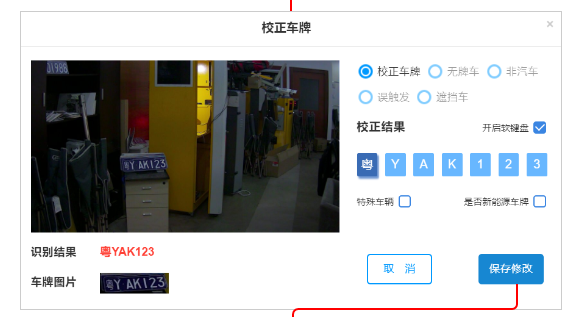 校正车牌
×
校正车牌 无牌车 非汽车
误触发 遮挡车
校正结果 开启软键盘
粤 Y A K 1 2 3
特殊车辆 是否新能源车牌
粤Y AK123
识别结果 粤YAK123
车牌图片 粤Y AK123
取 消 保存修改